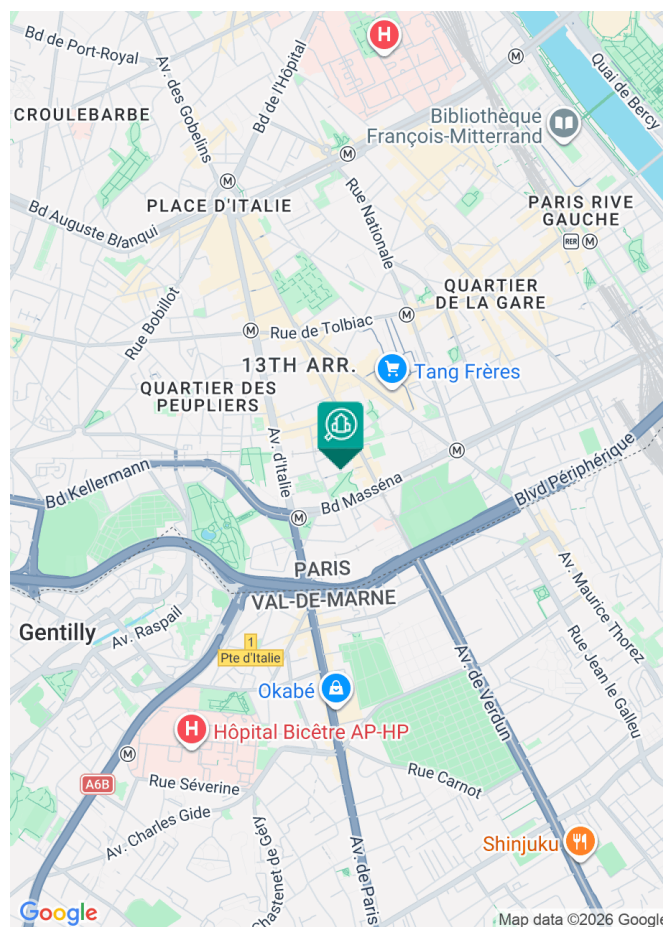 Bd de Port-Royal
H
M
Quai de Bercy
Av. des Gobelins
Bd de l'Hôpital
CROULEBARBE
Bibliothèque
François-Mitterrand
M
M
PLACE D'ITALIE
Rue Nationale
PARIS RIVE
GAUCHE
Bd Auguste Blanqui
RER M
QUARTIER
DE LA GARE
Rue Bobillot
M
Rue de Tolbiac
M
13TH ARR.
Tang Frères
QUARTIER DES
PEUPLIERS
Av. d'Italie
M
Blvd Périphérique
Bd Kellermann
Bd Masséna
M
PARIS
VAL-DE-MARNE
Av. Maurice Thorez
Gentilly
Av. Raspail
1
Pte d'Italie
Rue Jean le Galleu
Av. de Verdun
Okabé
H
Hôpital Bicêtre AP-HP
M
A6B
Rue Séverine
Rue Carnot
Av. Charles Gide
Shinjuku
Chastenet de Géry
Av. de Paris
Google
Map data ©2026 Google